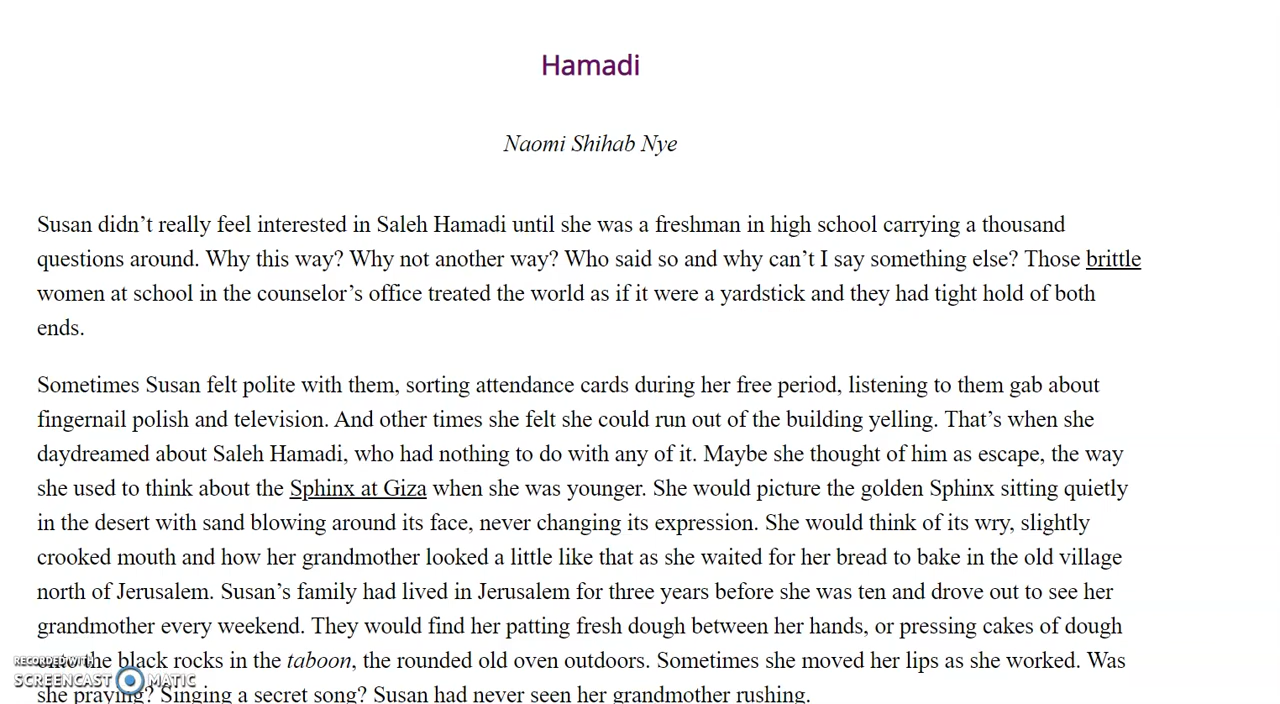 Hamadi
Naomi Shihab Nye
Susan didn’t really feel interested in Saleh Hamadi until she was a freshman in high school carrying a thousand
questions around. Why this way? Why not another way? Who said so and why can’t I say something else? Those brittle
women at school in the counselor’s office treated the world as if it were a yardstick and they had tight hold of both
ends.
Sometimes Susan felt polite with them, sorting attendance cards during her free period, listening to them gab about
fingernail polish and television. And other times she felt she could run out of the building yelling. That’s when she
daydreamed about Saleh Hamadi, who had nothing to do with any of it. Maybe she thought of him as escape, the way
she used to think about the Sphinx at Giza when she was younger. She would picture the golden Sphinx sitting quietly
in the desert with sand blowing around its face, never changing its expression. She would think of its wry, slightly
crooked mouth and how her grandmother looked a little like that as she waited for her bread to bake in the old village
north of Jerusalem. Susan’s family had lived in Jerusalem for three years before she was ten and drove out to see her
grandmother every weekend. They would find her patting fresh dough between her hands, or pressing cakes of dough
the black rocks in the taboon, the rounded old oven outdoors. Sometimes she moved her lips as she worked. Was
she praying? Singing a secret song? Susan had never seen her grandmother rushing.
RECORDED WITH
SCREENCAST MATIC